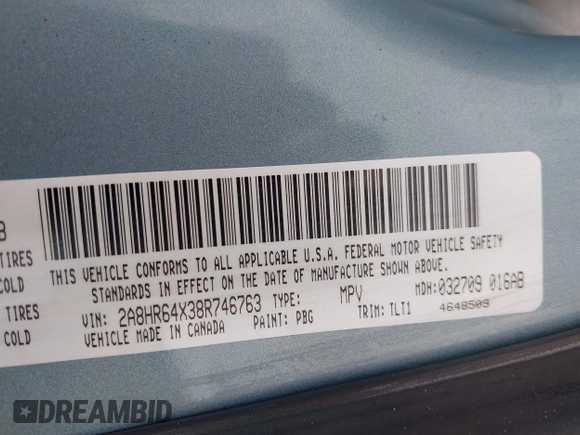 B
TIRES
COLD
TIRES
COLD
THIS VEHICLE CONFORMS TO ALL APPLICABLE U.S.A. FEDERAL MOTOR VEHICLE SAFETY
STANDARDS IN EFFECT ON THE DATE OF MANUFACTURE SHOWN ABOVE.
VIN: 2A8HR64X38R746763 TYPE: MPV MDH: 032709 016AB
VEHICLE MADE IN CANADA PAINT: PBG TRIM: TLT1 4648509
DREAMBID